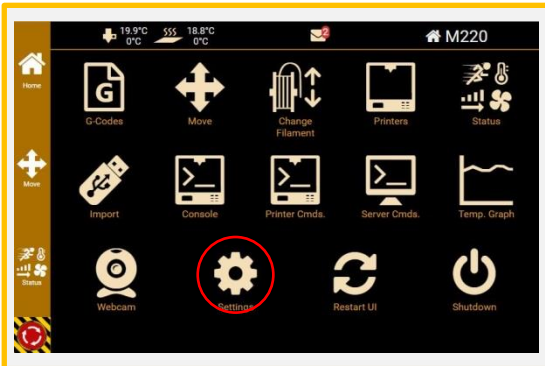 19.9°C 18.8°C
0°C 0°C
2
M220
Home
G
G-Codes Move Change Printers Status
Filament
Move
>_ >_ >_
Import Console Printer Cmds. Server Cmds. Temp. Graph
Status
Webcam Settings Restart UI Shutdown